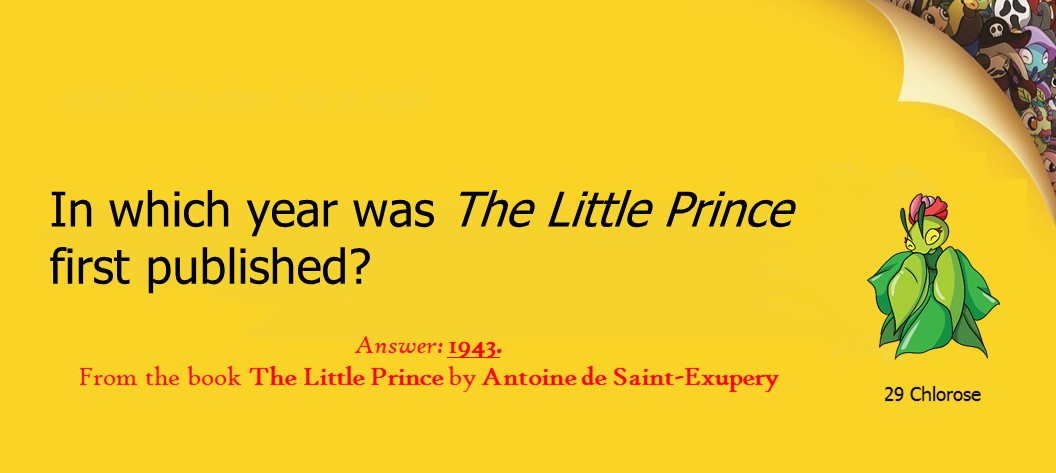 In which year was The Little Prince
first published?
Answer: 1943.
From the book The Little Prince by Antoine de Saint-Exupery
29 Chlorose